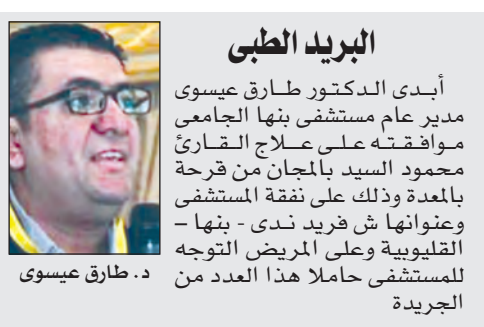 البريد الطبى
أبدى الدكتور طارق عيسوى
مدير عام مستشفى بنها الجامعى
موافقته على علاج القارئ
محمود السيد بالمجان من قرحة
بالمعدة وذلك على نفقة المستشفى
وعنوانها ش فريد ندى - بنها –
القليوبية وعلى المريض التوجه
للمستشفى حاملا هذا العدد من
الجريدة
د. طارق عيسوى